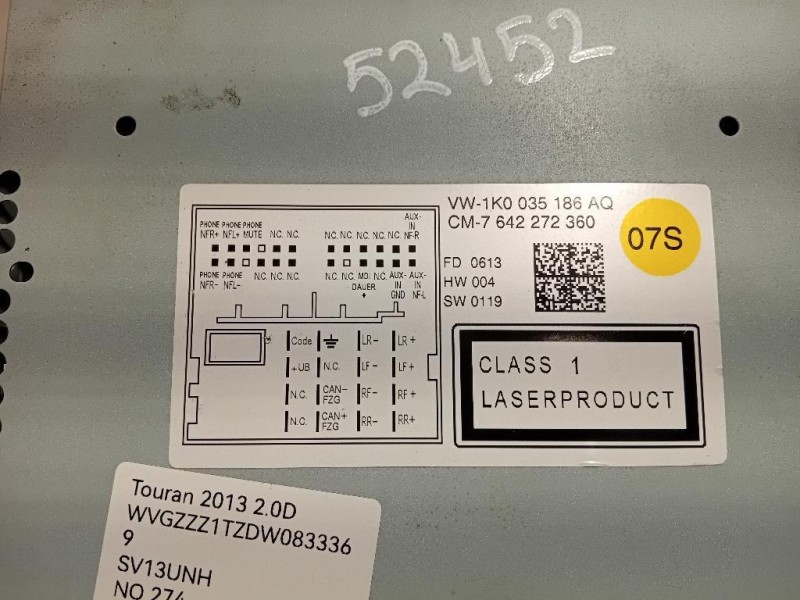 52452
VW-1K0 035 186 AQ
CM-7 642 272 360
07S
FD 0613
HW 004
SW 0119
CLASS 1
LASERPRODUCT
AUX-
PHONE PHONE PHONE IN
NFR+ NFL+ MUTE N.C. N.C. N.C. N.C. N.C. N.C. N.C. NF-R
PHONE PHONE N.C. N.C. N.C. N.C. N.C. MDI N.C. AUX- AUX-
NFR- NFL- DAUER IN IN
+ GND NF-L
Code LR- LR+
+UB N.C. LF- LF+
N.C. CAN- RF- RF+
FZG
N.C. CAN+ RR- RR+
FZG
Touran 2013 2.0D
WVGZZZ1TZDW083336
9
SV13UNH
NO 274